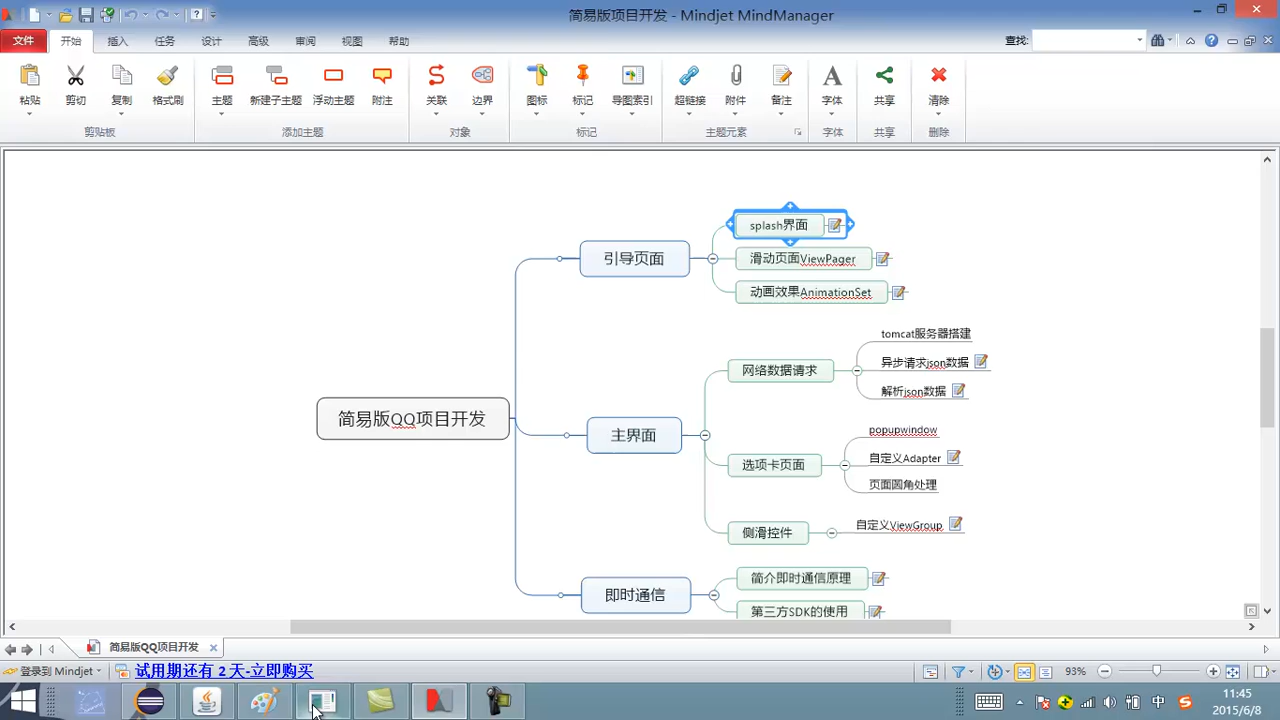 简易版项目开发 - Mindjet MindManager
文件 开始 插入 任务 设计 高级 审阅 视图 帮助 查找:
粘贴 剪切 复制 格式刷 主题 新建子主题 浮动主题 附注 关联 边界 图标 标记 导图索引 超链接 附件 备注 字体 共享 清除
剪贴板 添加主题 对象 标记 主题元素 字体 共享 删除
splash界面
引导页面
滑动页面ViewPager
动画效果AnimationSet
tomcat服务器搭建
网络数据请求
异步请求json数据
解析json数据
简易版QQ项目开发
主界面
popupwindow
选项卡页面
自定义Adapter
页面圆角处理
侧滑控件
自定义ViewGroup
即时通信
简介即时通信原理
第三方SDK的使用
简易版QQ项目开发
登录到 Mindjet 试用期还有 2 天-立即购买 93%
中
11:45
2015/6/8